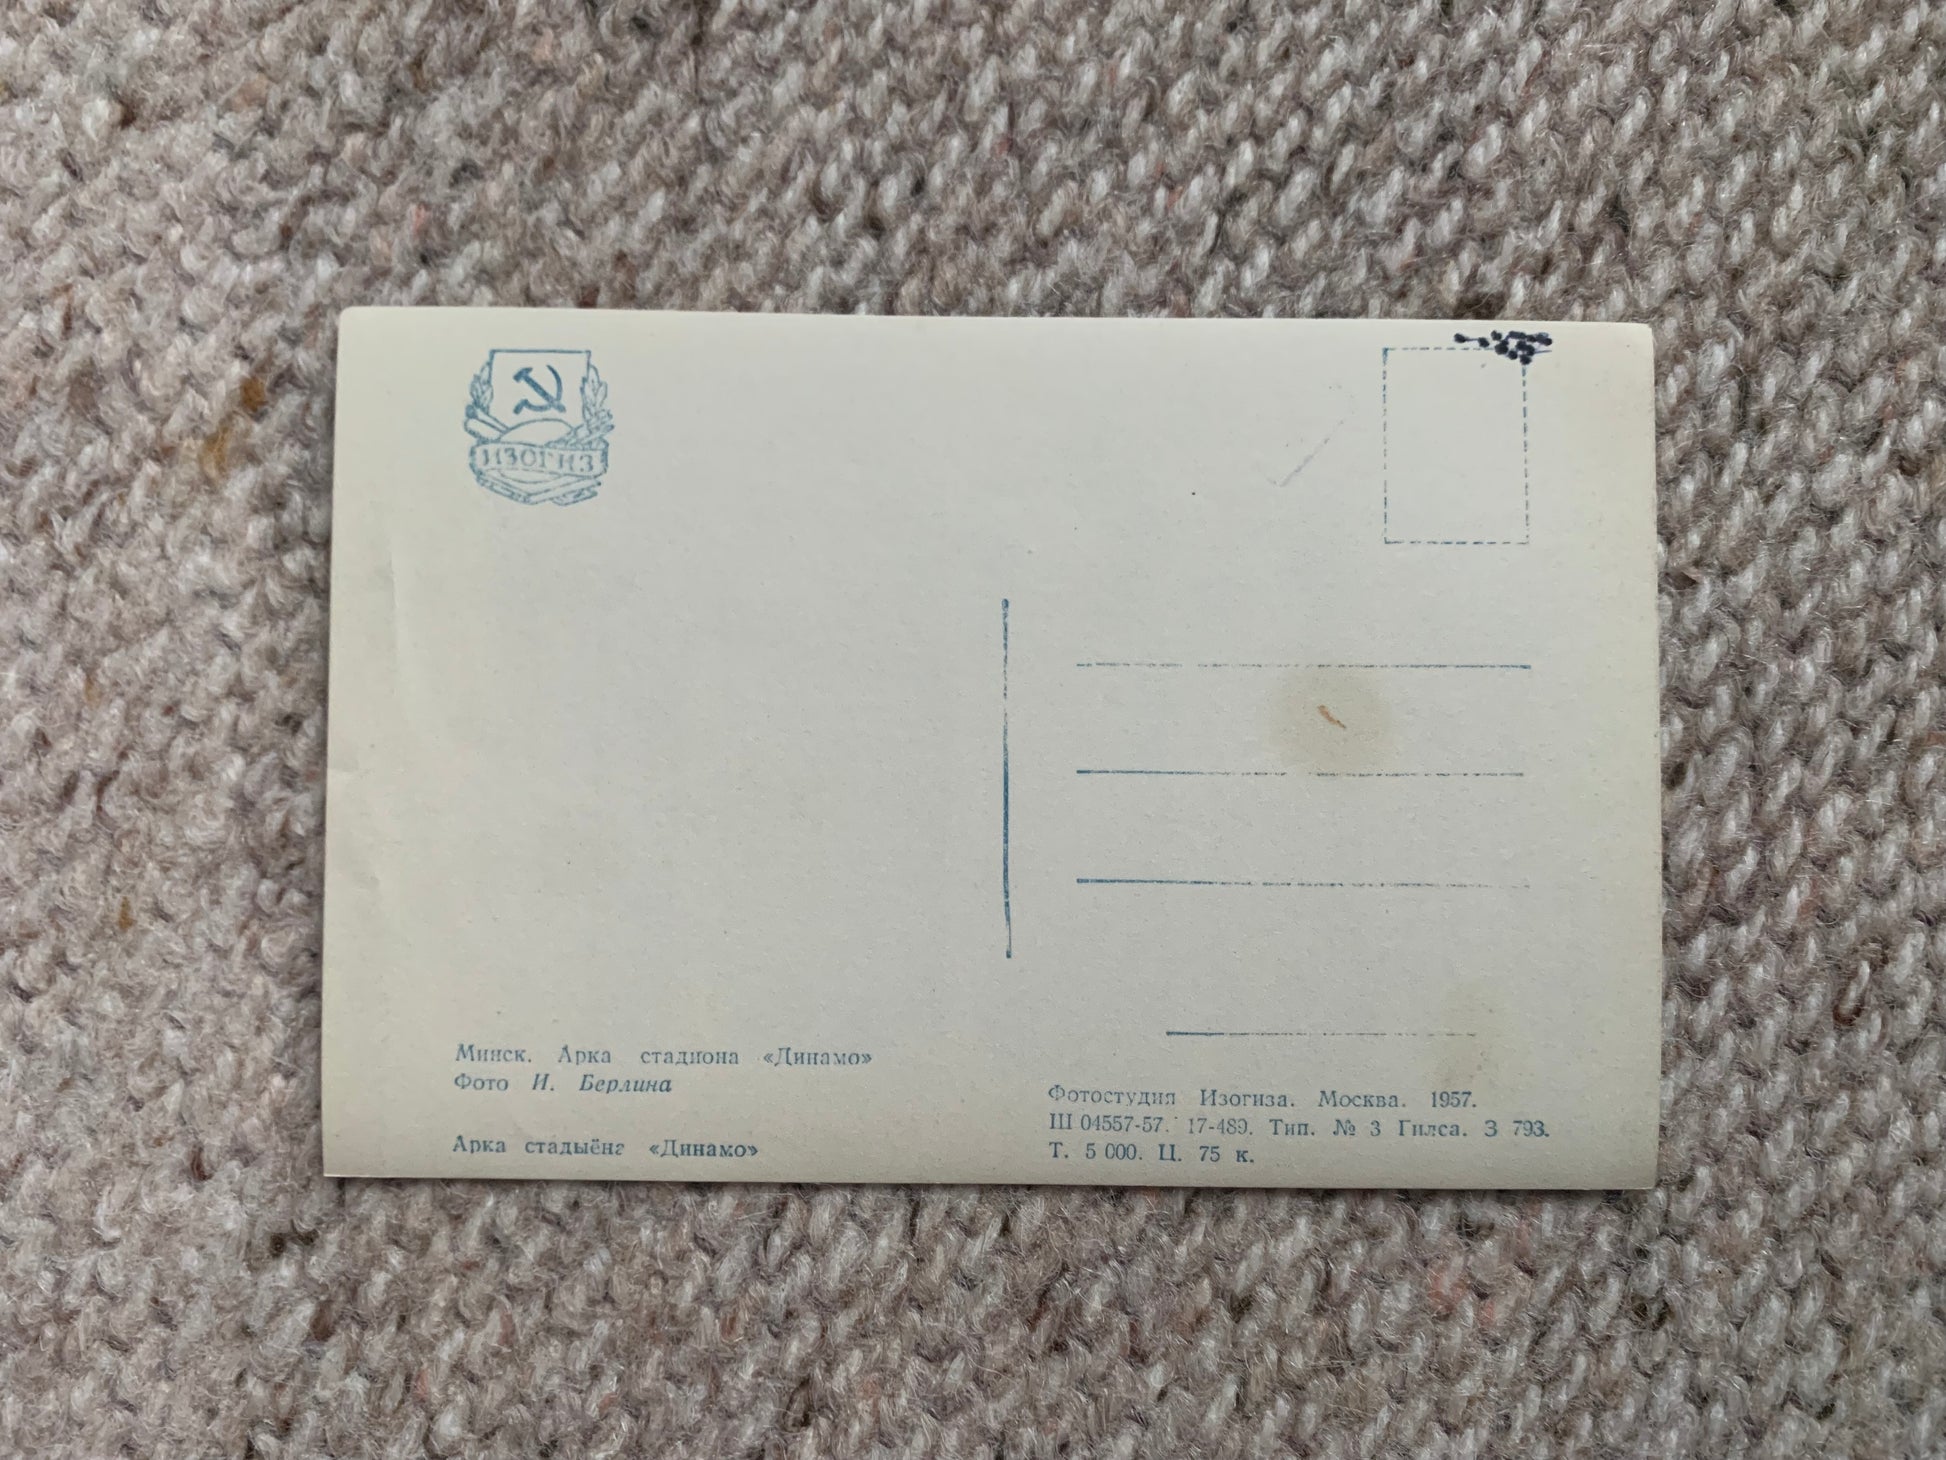 ИЗОГИЗ
Минск. Арка стадиона «Динамо»
Фото И. Берлина
Арка стадыёна «Динамо»
Фотостудия Изогиза. Москва. 1957.
Ш 04557-57. 17-489. Тип. № 3 Гилса. З 793.
Т. 5 000. Ц. 75 к.